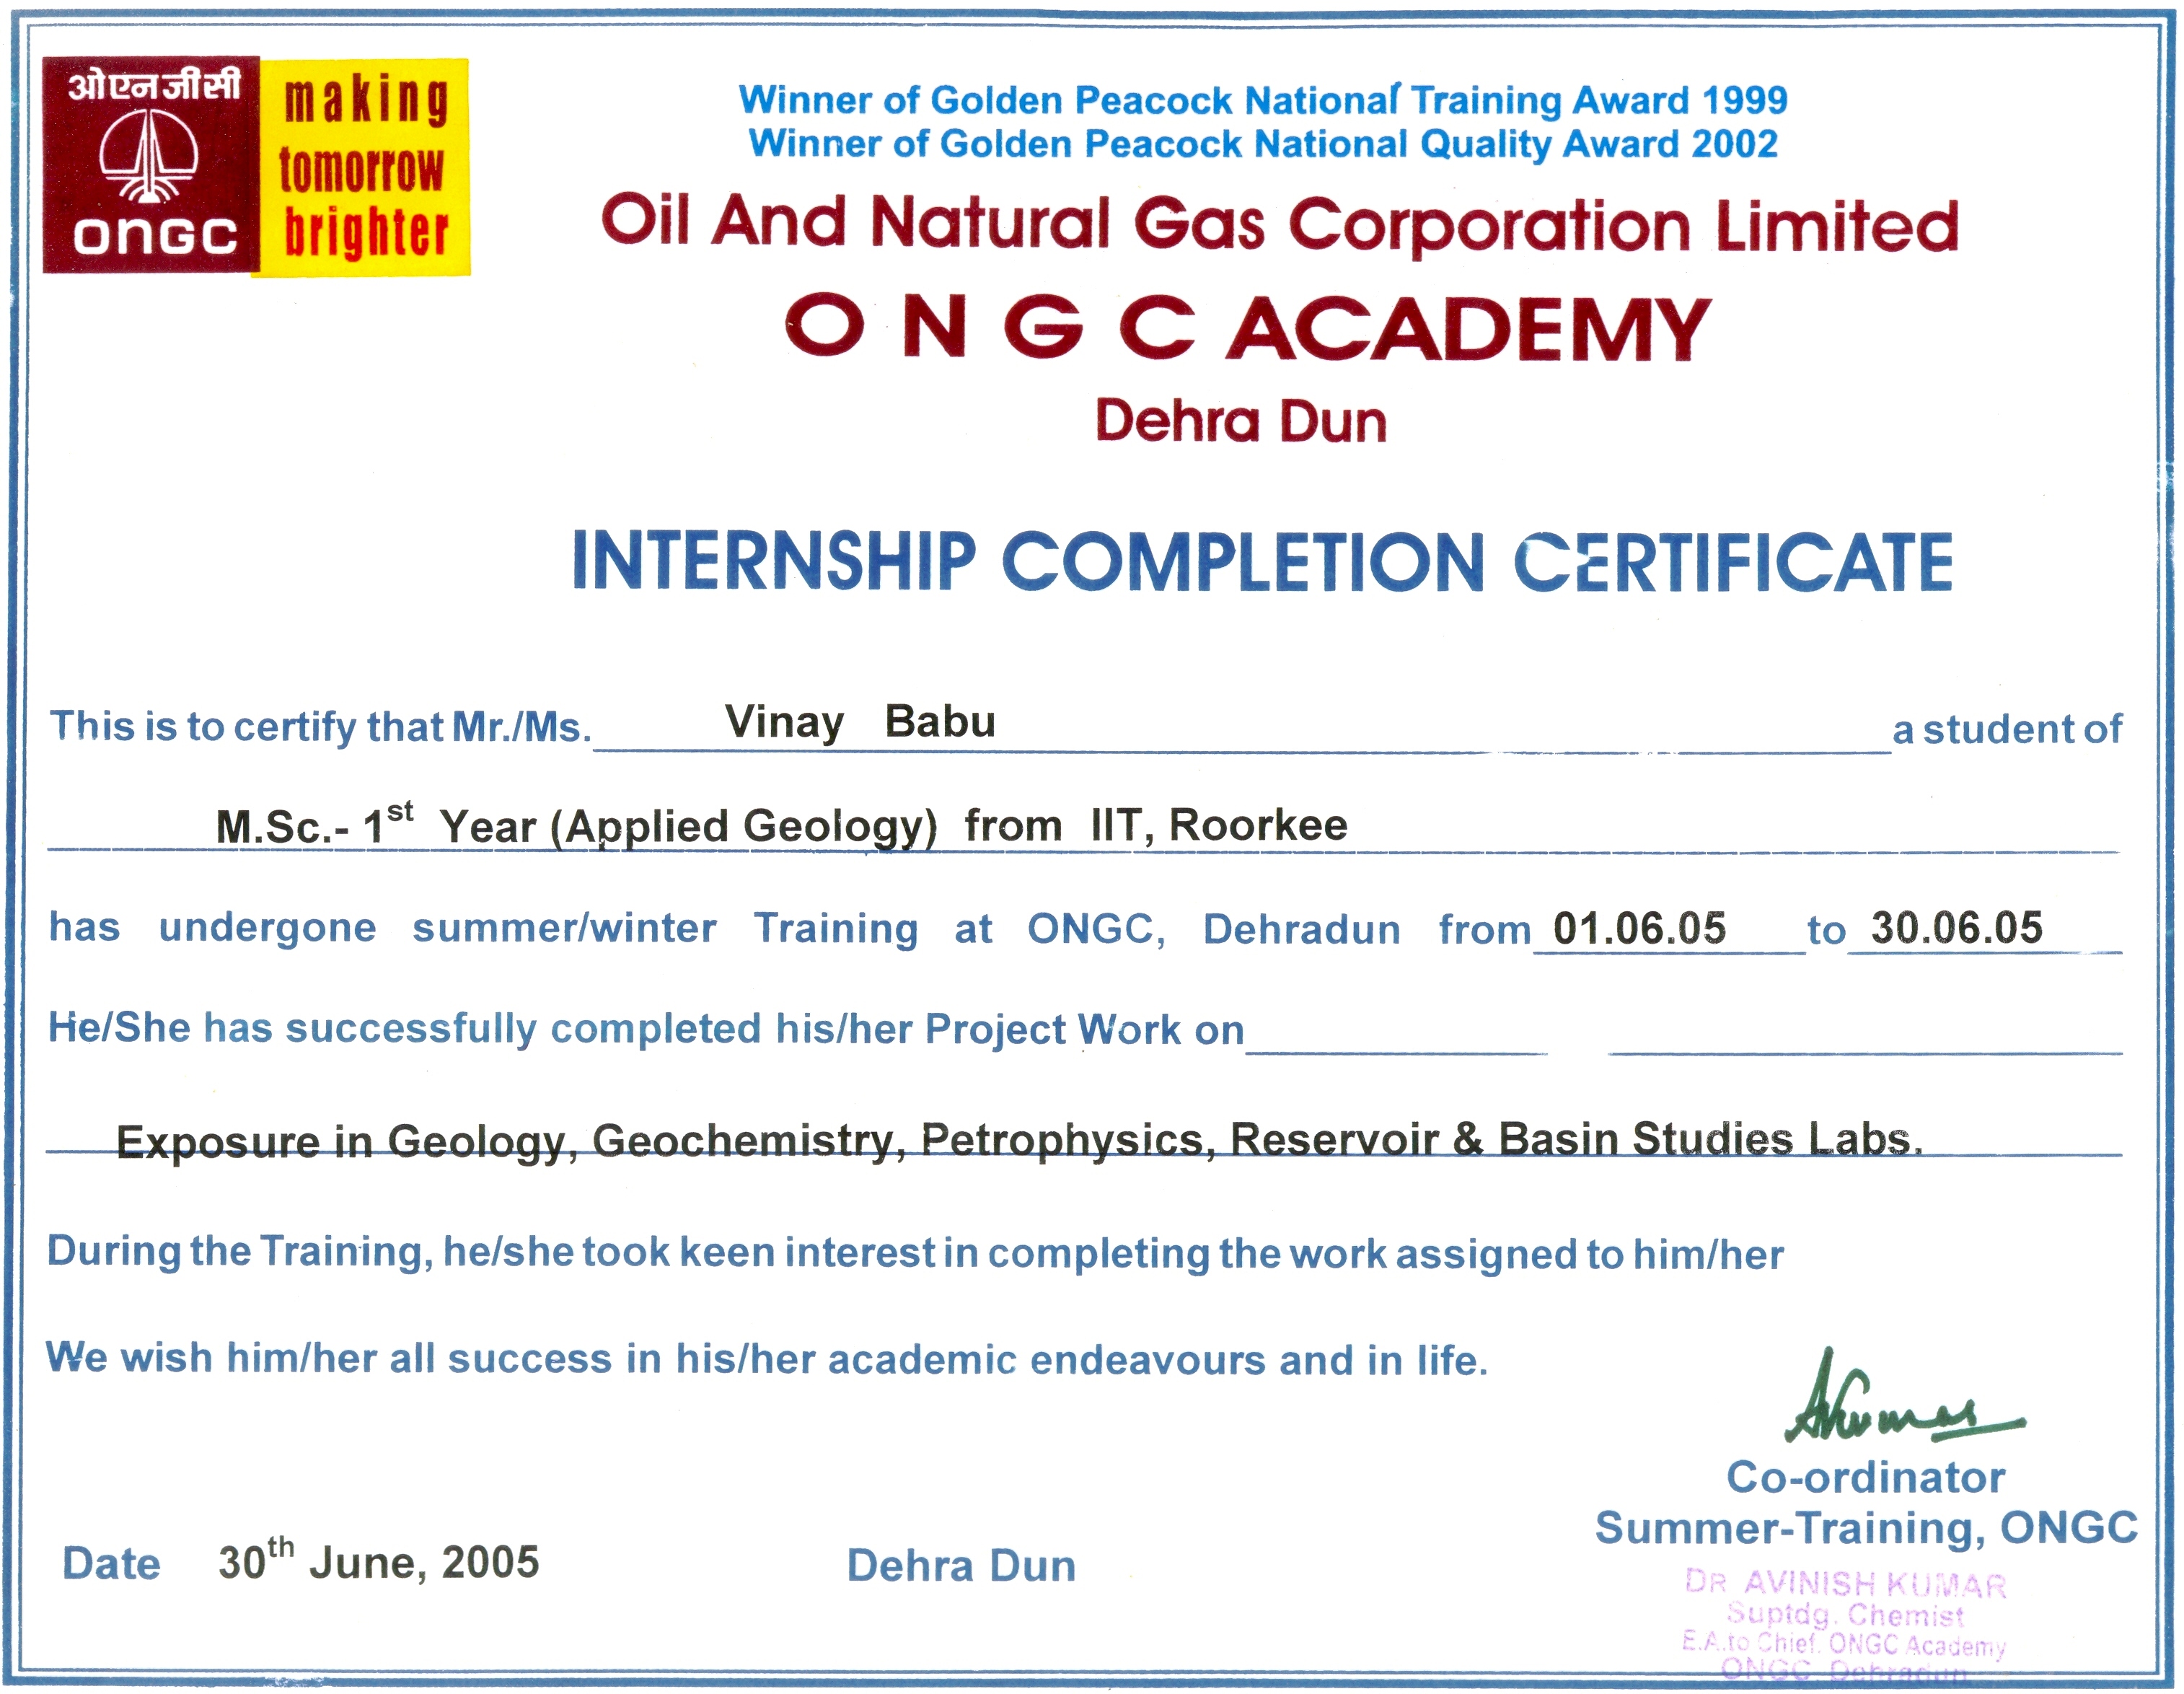 ओएनजीसी
ONGC
making
tomorrow
brighter
Winner of Golden Peacock National Training Award 1999
Winner of Golden Peacock National Quality Award 2002
Oil And Natural Gas Corporation Limited
O N G C ACADEMY
Dehra Dun
INTERNSHIP COMPLETION CERTIFICATE
This is to certify that Mr./Ms. Vinay Babu a student of
M.Sc.- 1st Year (Applied Geology) from IIT, Roorkee
has undergone summer/winter Training at ONGC, Dehradun from 01.06.05 to 30.06.05
He/She has successfully completed his/her Project Work on
Exposure in Geology, Geochemistry, Petrophysics, Reservoir & Basin Studies Labs.
During the Training, he/she took keen interest in completing the work assigned to him/her
We wish him/her all success in his/her academic endeavours and in life.
AKumar
Co-ordinator
Summer-Training, ONGC
Date 30th June, 2005 Dehra Dun
DR AVINISH KUMAR
Suptdg. Chemist
E.A.to Chief. ONGC Academy
ONGC Dehradun